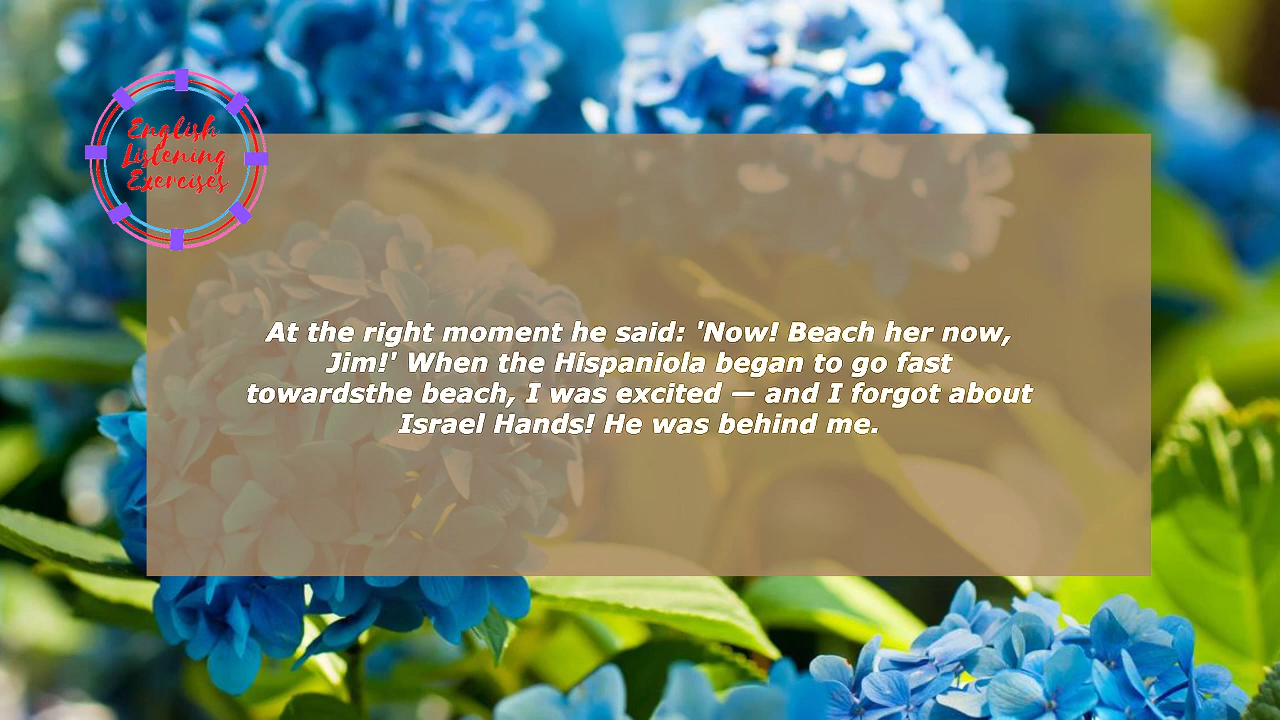 English
Listening
Exercises
At the right moment he said: 'Now! Beach her now,
Jim!' When the Hispaniola began to go fast
towardsthe beach, I was excited — and I forgot about
Israel Hands! He was behind me.